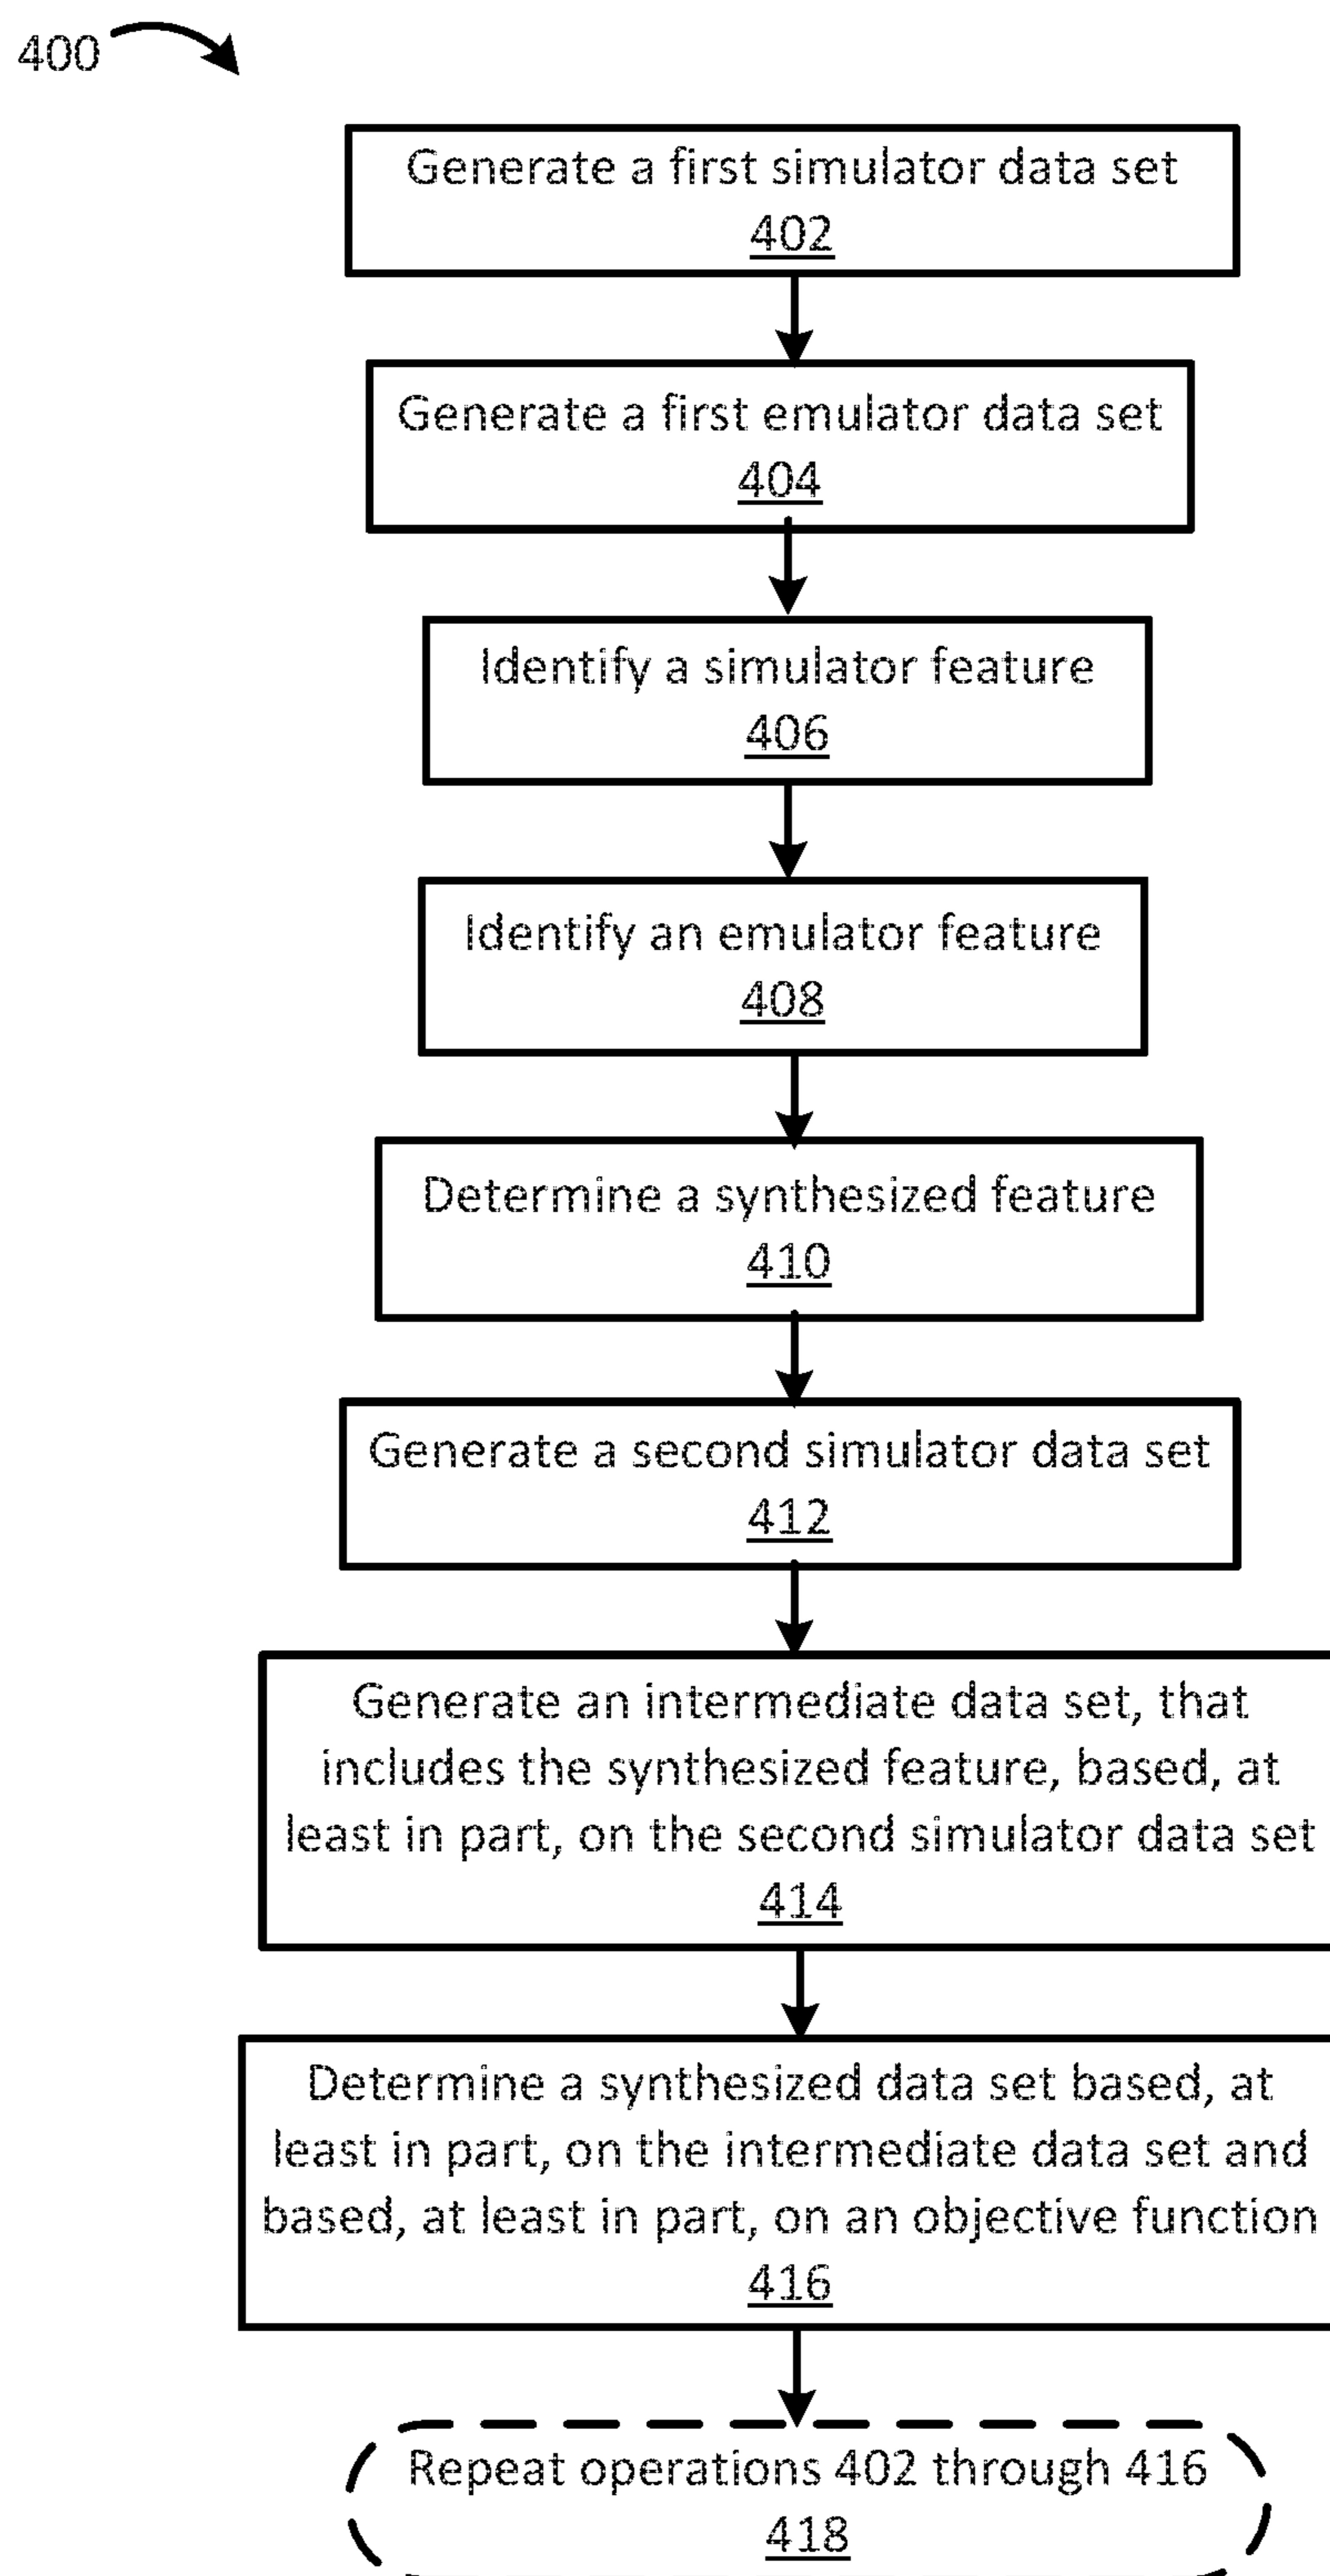 400
Generate a first simulator data set
402
Generate a first emulator data set
404
Identify a simulator feature
406
Identify an emulator feature
408
Determine a synthesized feature
410
Generate a second simulator data set
412
Generate an intermediate data set, that
includes the synthesized feature, based, at
least in part, on the second simulator data set
414
Determine a synthesized data set based, at
least in part, on the intermediate data set and
based, at least in part, on an objective function
416
Repeat operations 402 through 416
418